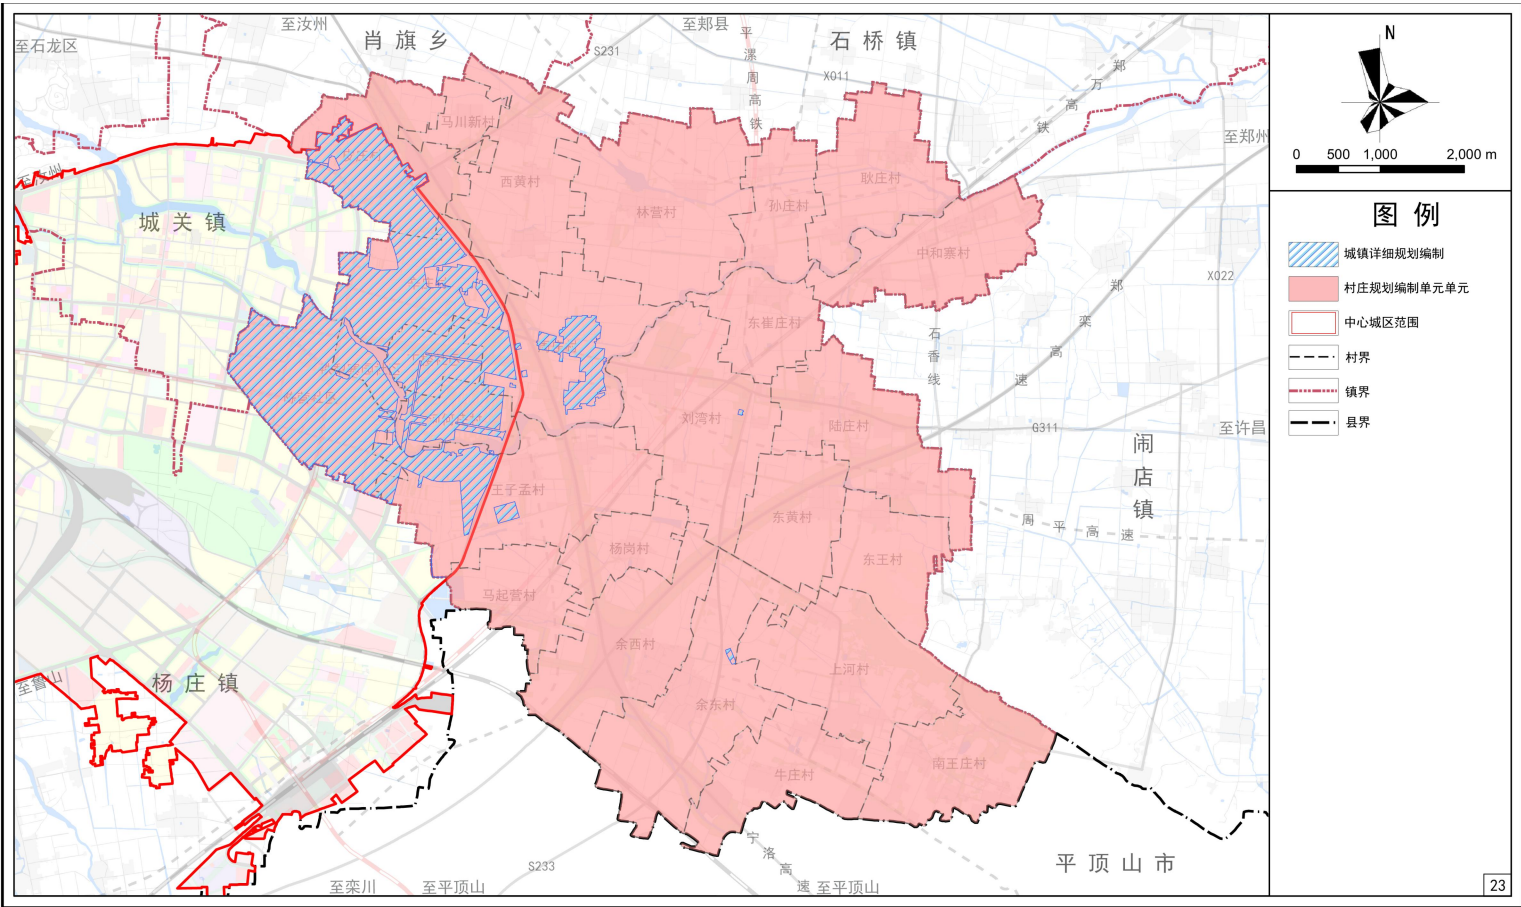 至汝州
至郏县
肖旗乡
石桥镇
至石龙区
S231
平漯周高铁
X011
郑万高铁
至郑州
马川新村
至汝州
西黄村
耿庄村
林营村
孙庄村
城关镇
中和寨村
X022
郑栾高速
东崔庄村
石香线
刘湾村
陆庄村
G311
至许昌
闹店镇
王子孟村
东黄村
周平高速
杨岗村
东王村
马起营村
余西村
上河村
杨庄镇
至鲁山
余东村
牛庄村
南王庄村
宁洛高速
平顶山市
S233
至栾川
至平顶山
至平顶山
N
0 500 1,000 2,000 m
图例
城镇详细规划编制
村庄规划编制单元单元
中心城区范围
村界
镇界
县界
23